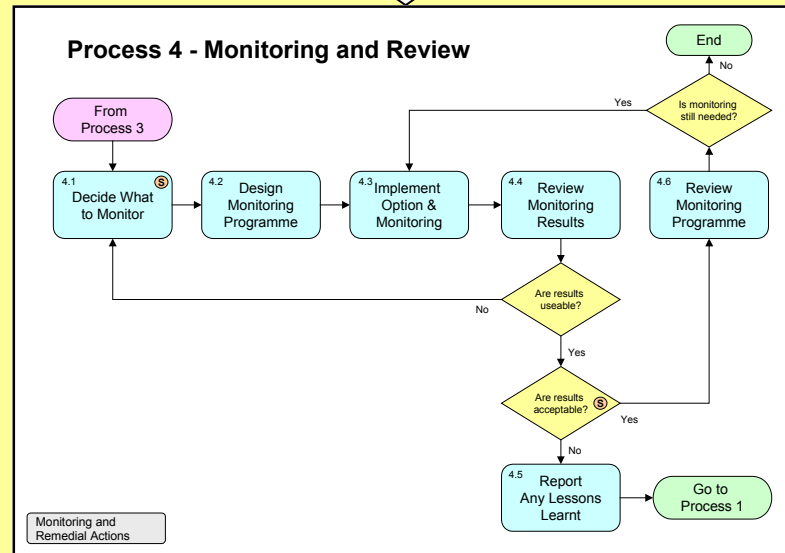 Process 4 - Monitoring and Review
End
No
Is monitoring
still needed?
Yes
From
Process 3
4.1
S
Decide What
to Monitor
4.2
Design
Monitoring
Programme
4.3
Implement
Option &
Monitoring
4.4
Review
Monitoring
Results
4.6
Review
Monitoring
Programme
Are results
useable?
No
Yes
Are results
acceptable?
S
Yes
No
4.5
Report
Any Lessons
Learnt
Go to
Process 1
Monitoring and
Remedial Actions